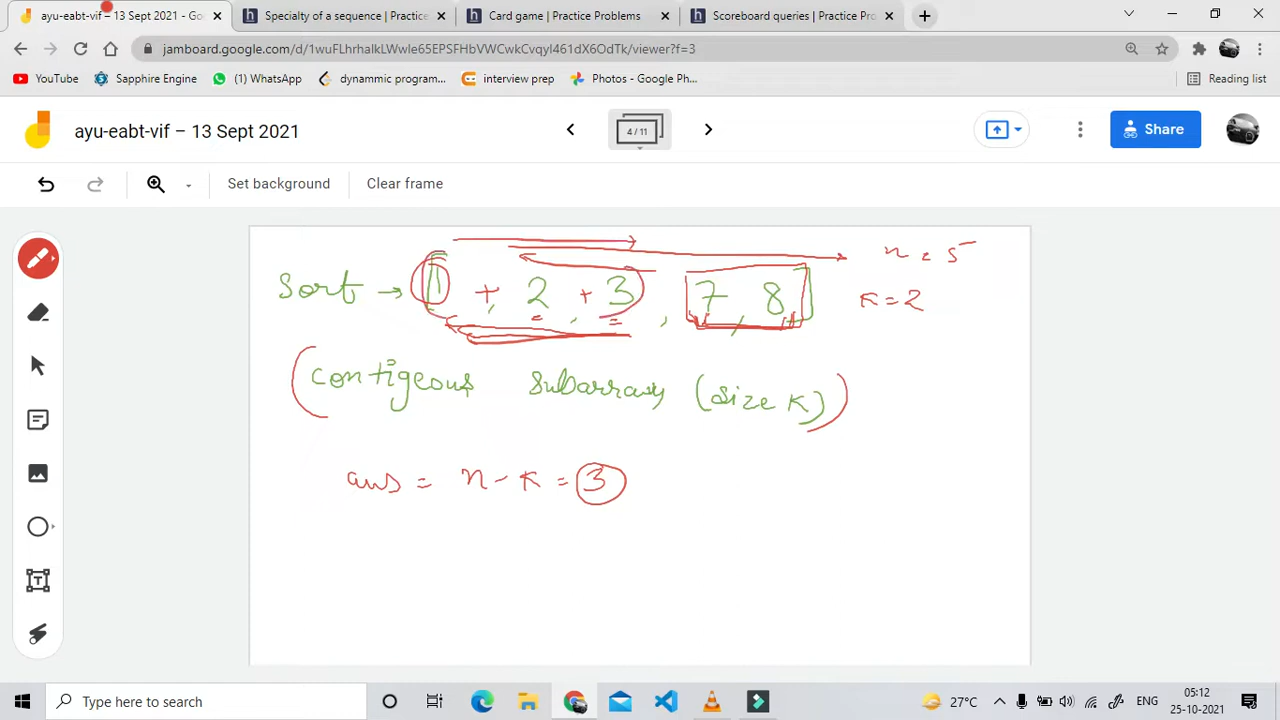 ayu-eabt-vif – 13 Sept 2021 - Go
Specialty of a sequence | Practice
Card game | Practice Problems
Scoreboard queries | Practice Pro
jamboard.google.com/d/1wuFLhrhalkLWwle65EPSFHbVWCwkCvqyl461dX6OdTk/viewer?f=3
YouTube
Sapphire Engine
(1) WhatsApp
dynammic program...
interview prep
Photos - Google Ph...
Reading list
ayu-eabt-vif – 13 Sept 2021
4 / 11
Share
Set background
Clear frame
n = 5
Sort → 1 + 2 + 3 , 7 , 8
K = 2
(contigeous subarray (size K))
ans = n - K = 3
Type here to search
27°C
05:12
25-10-2021